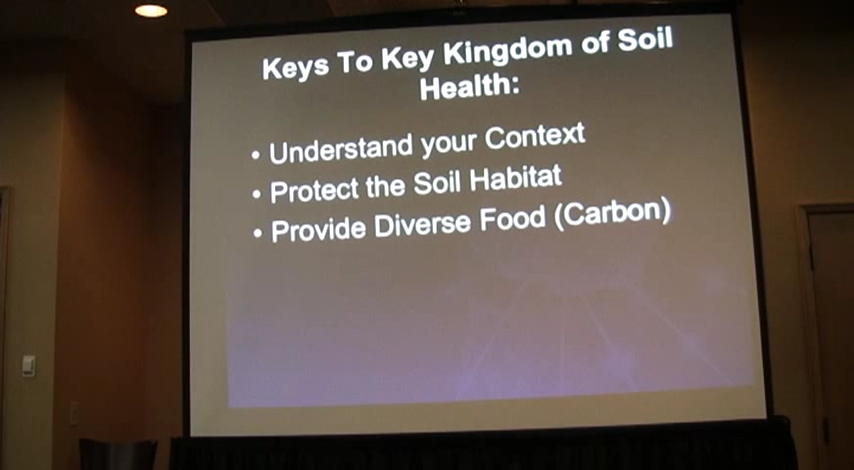 Keys To Key Kingdom of Soil
Health:
• Understand your Context
• Protect the Soil Habitat
• Provide Diverse Food (Carbon)